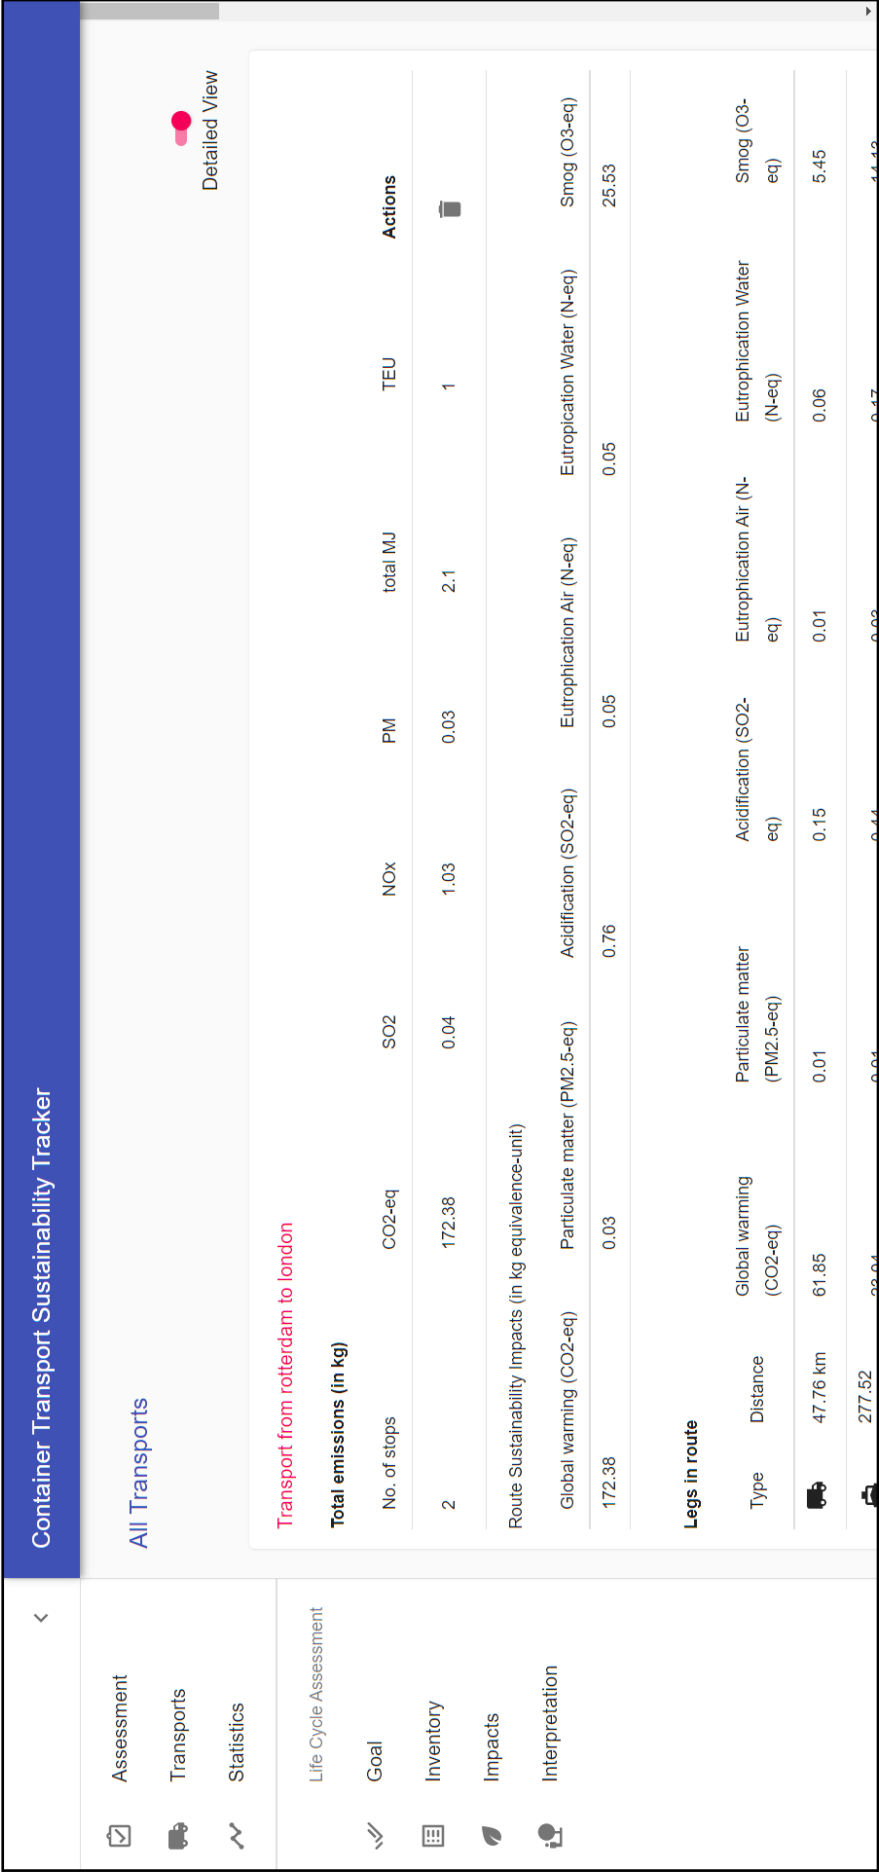 Container Transport Sustainability Tracker
Assessment
Transports
Statistics
Life Cycle Assessment
Goal
Inventory
Impacts
Interpretation
All Transports
Detailed View
Transport from rotterdam to london
Total emissions (in kg)
No. of stops CO2-eq SO2 NOx PM total MJ TEU Actions
2 172.38 0.04 1.03 0.03 2.1 1
Route Sustainability Impacts (in kg equivalence-unit)
Global warming (CO2-eq) Particulate matter (PM2.5-eq) Acidification (SO2-eq) Eutrophication Air (N-eq) Eutropication Water (N-eq) Smog (O3-eq)
172.38 0.03 0.76 0.05 0.05 25.53
Legs in route
Type Distance Global warming Particulate matter Acidification (SO2- Eutrophication Air (N- Eutrophication Water Smog (O3-
(CO2-eq) (PM2.5-eq) eq) eq) (N-eq) eq)
47.76 km 61.85 0.01 0.15 0.01 0.06 5.45
277.52